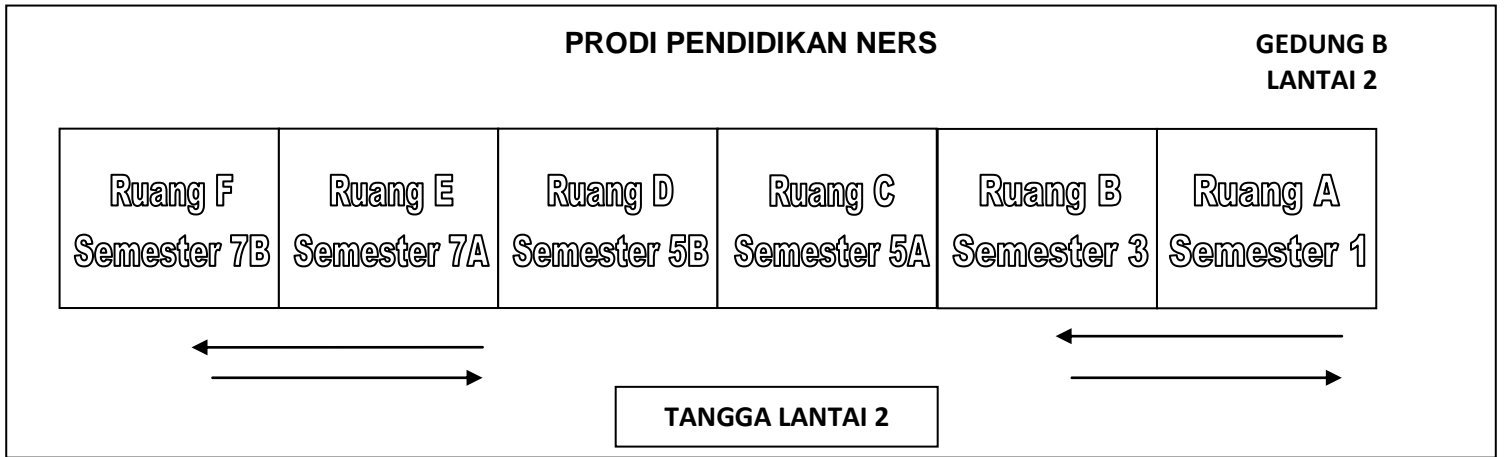 PRODI PENDIDIKAN NERS
GEDUNG B
LANTAI 2
Ruang F
Semester 7B
Ruang E
Semester 7A
Ruang D
Semester 5B
Ruang C
Semester 5A
Ruang B
Semester 3
Ruang A
Semester 1
TANGGA LANTAI 2